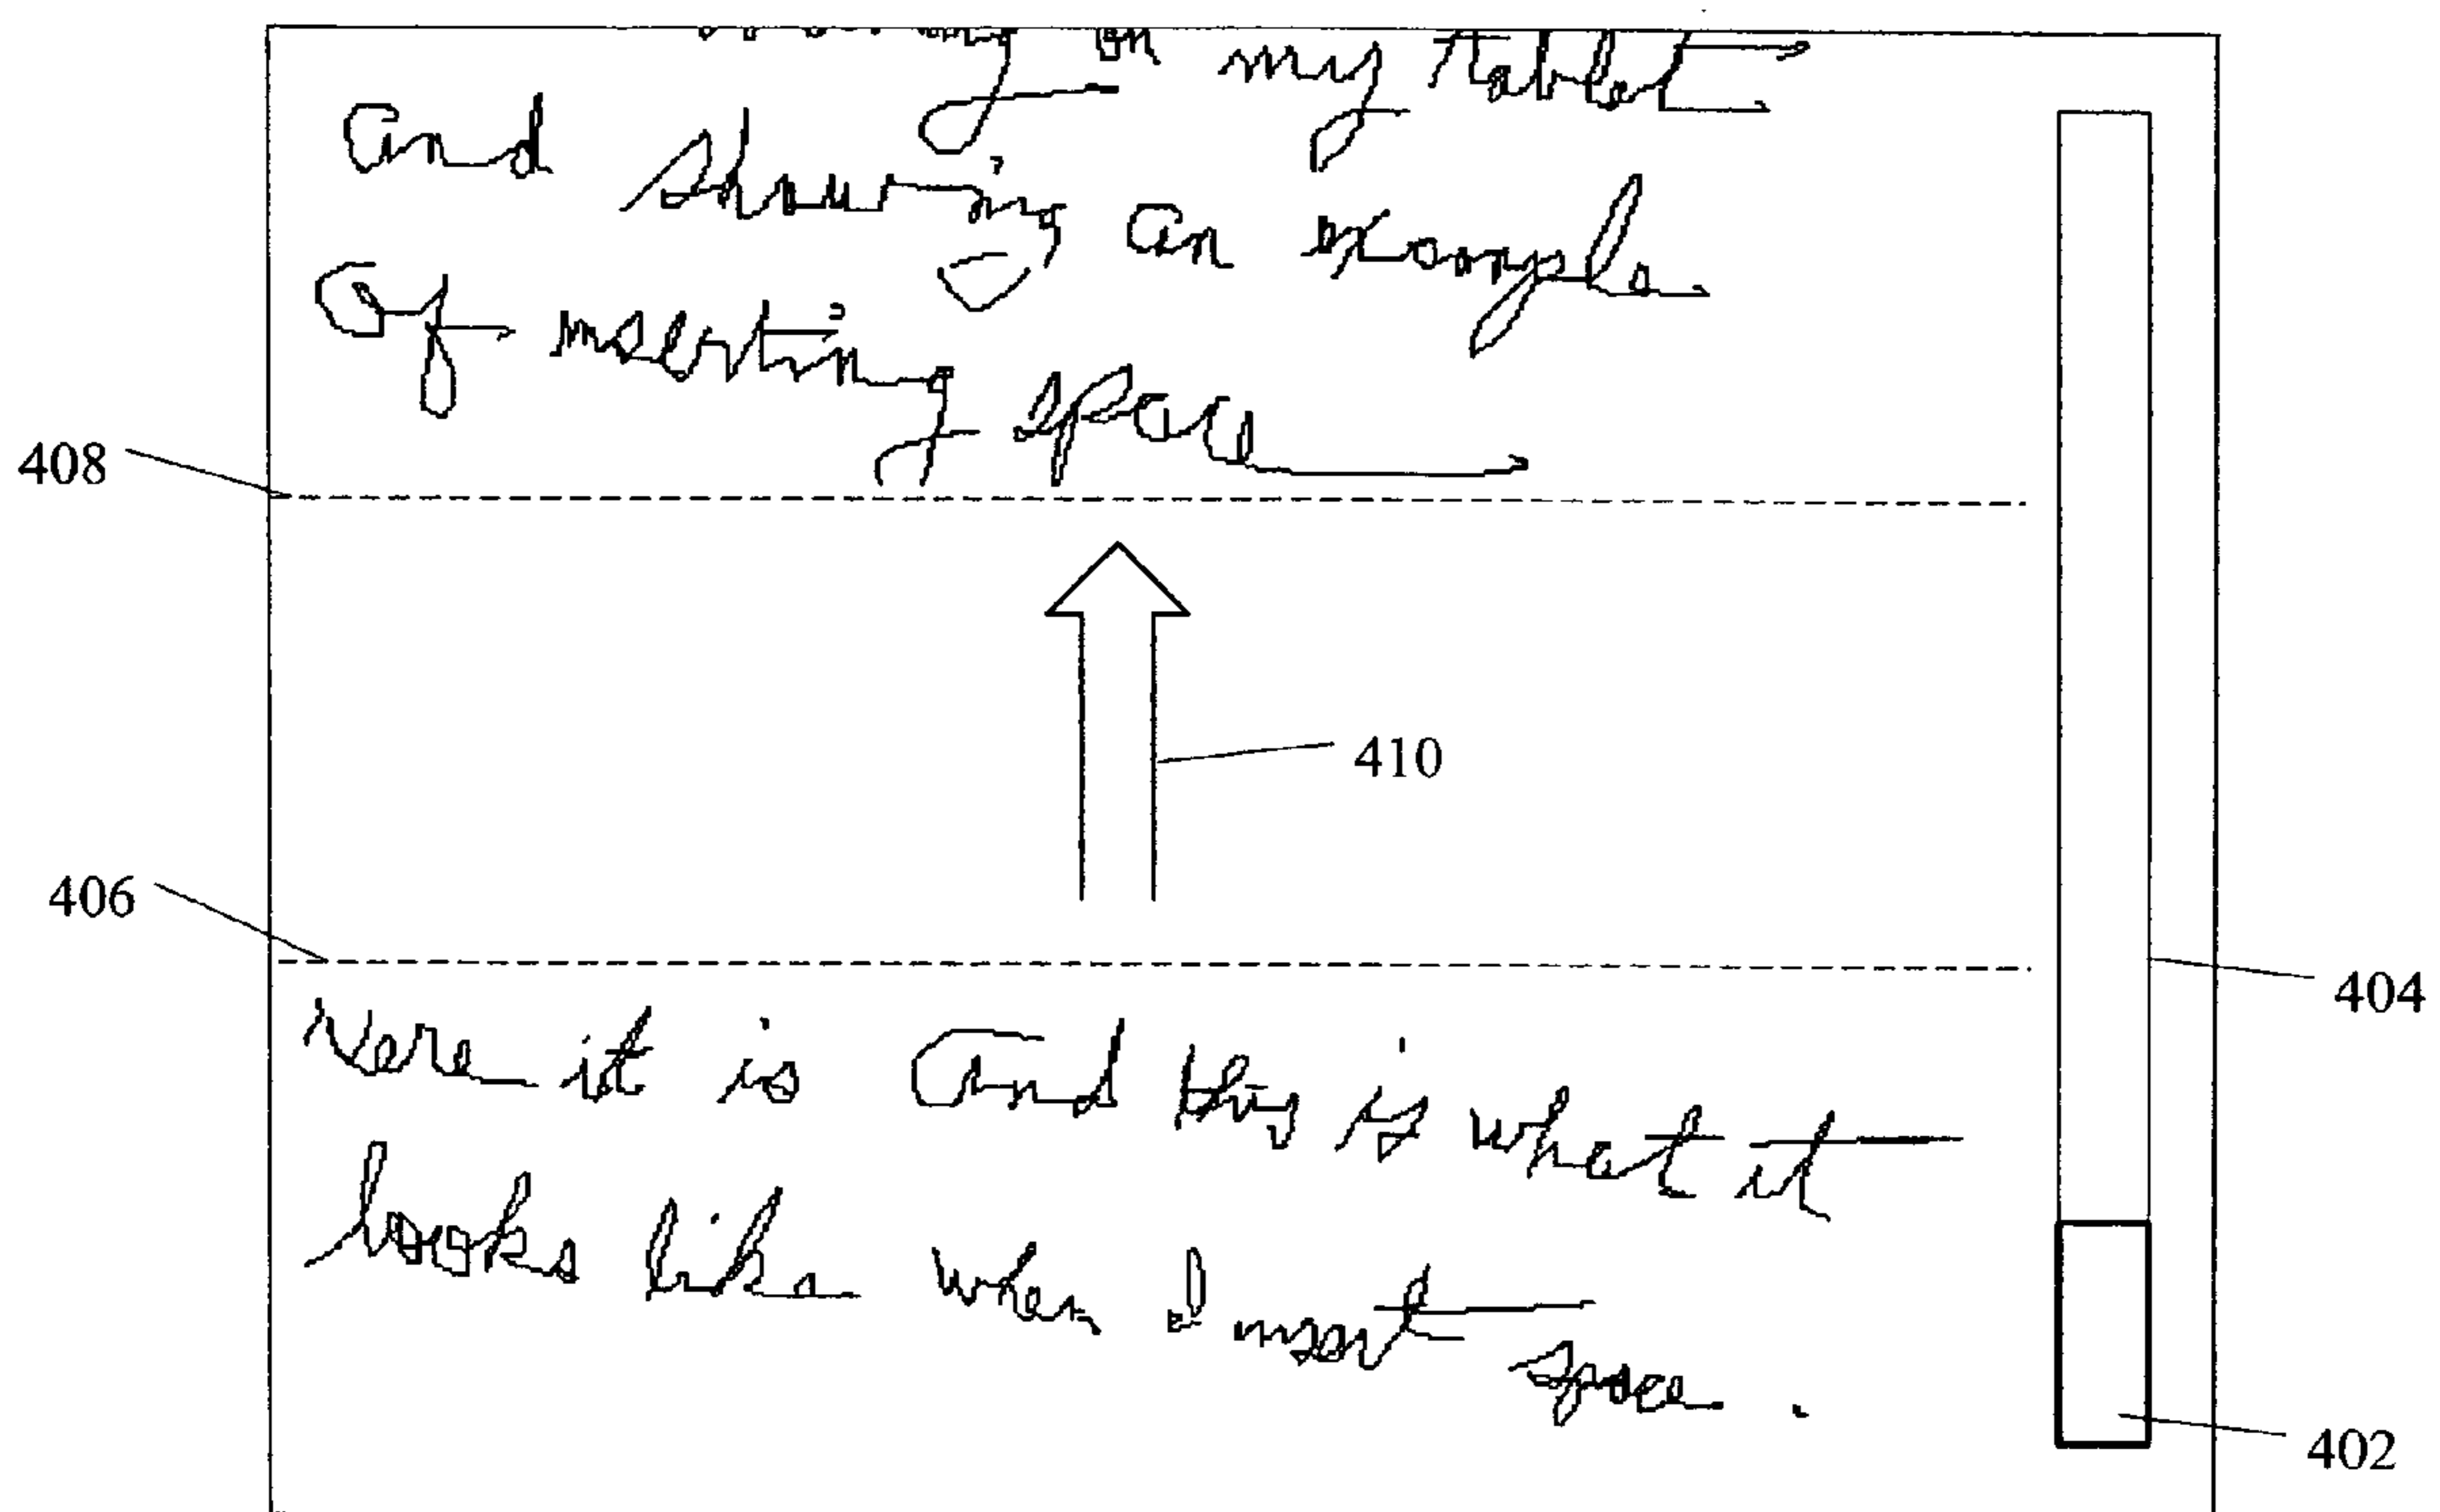 my tablet
and showing an example
of inserting space
408
410
406
Here it is and this is what it
404
looks like when I insert space.
402